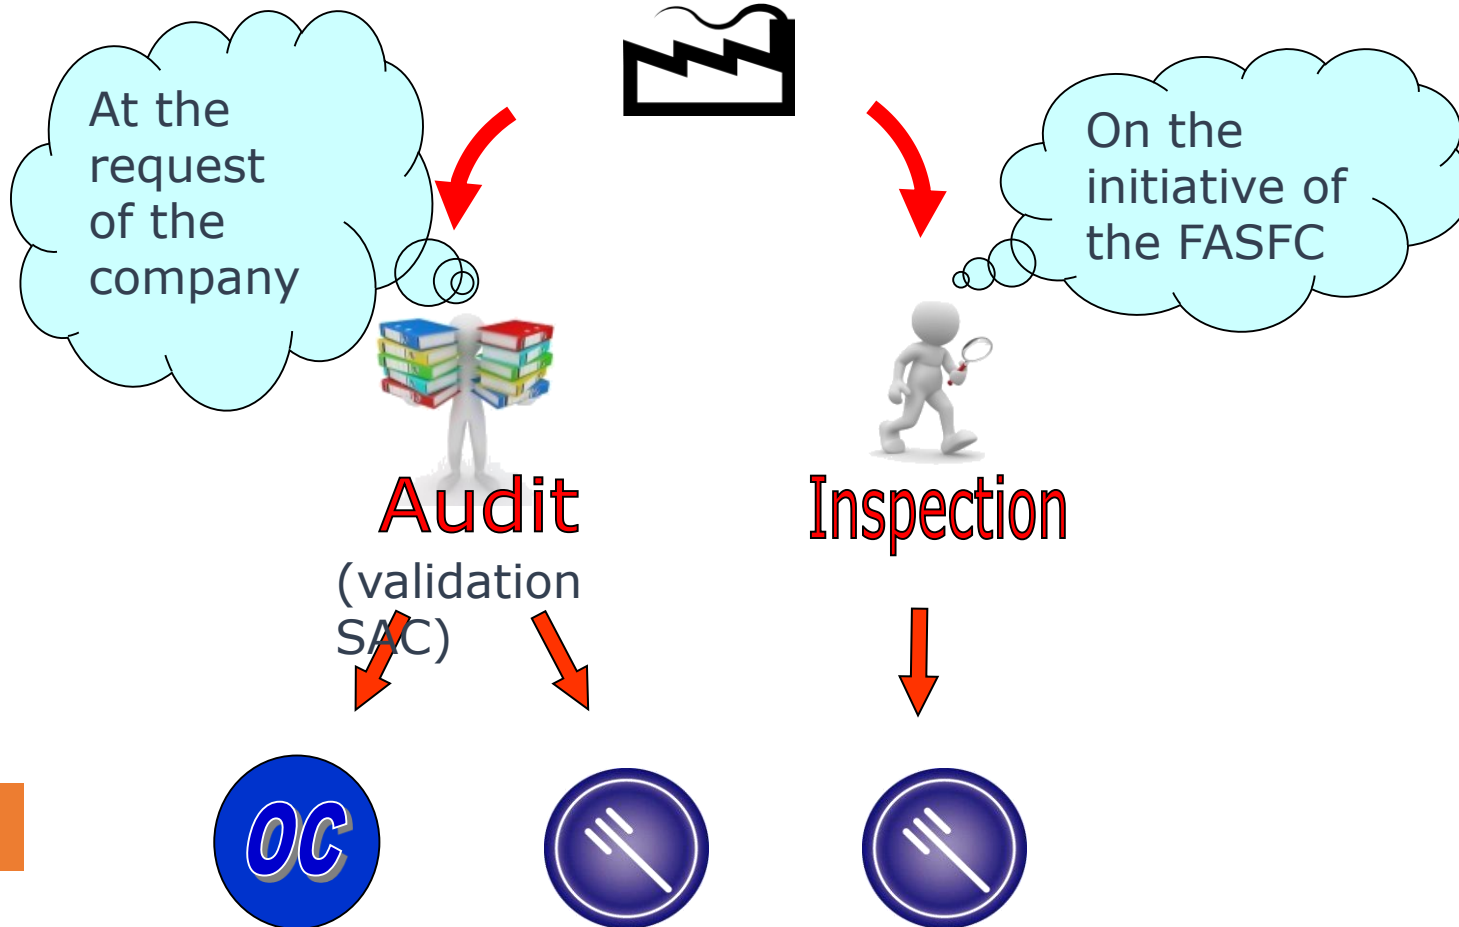 At the
request
of the
company
On the
initiative of
the FASFC
Audit
(validation
SAC)
Inspection
OC